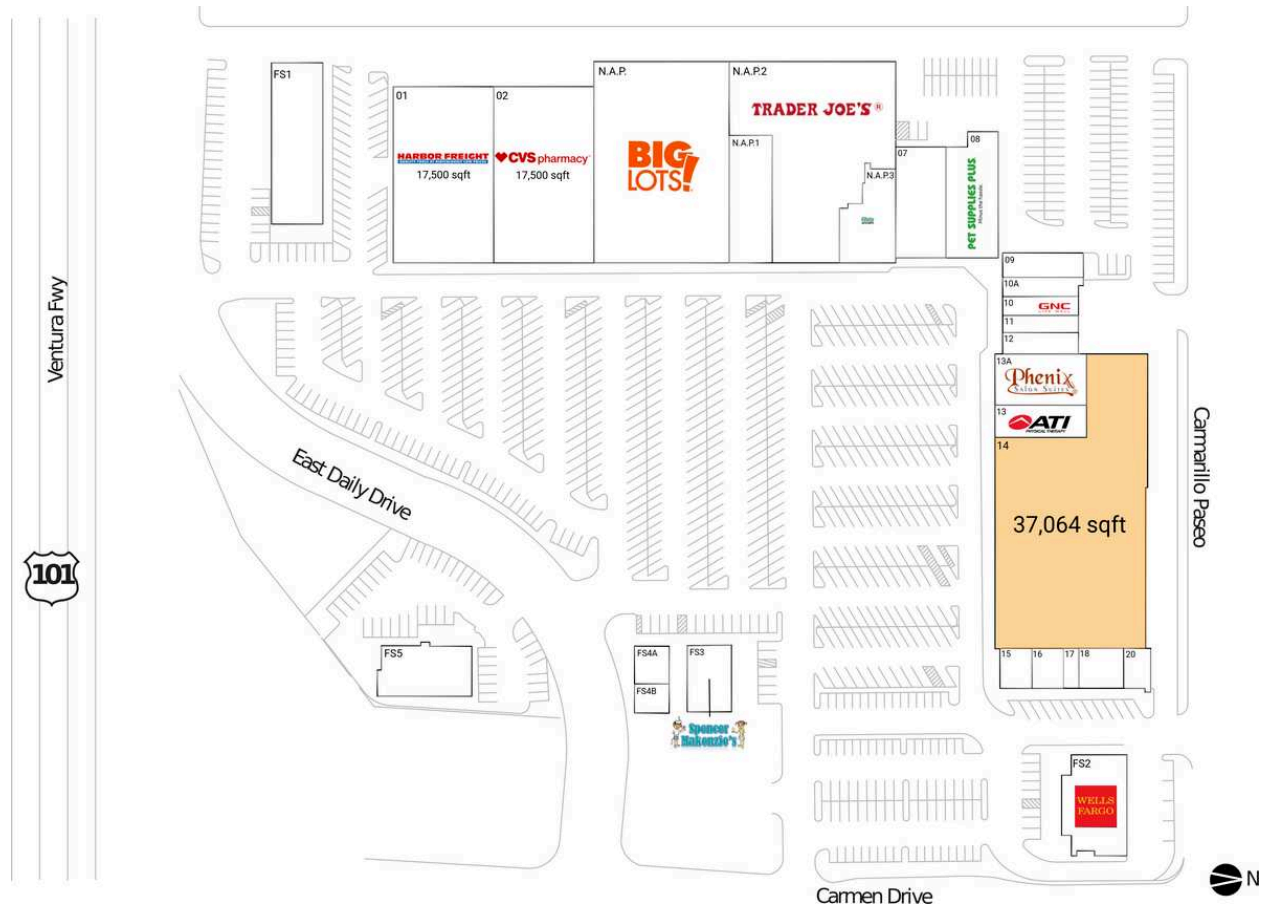 FS1
01
02
N.A.P.
N.A.P.2
TRADER JOE'S
HARBOR FREIGHT
17,500 sqft
CVS pharmacy
17,500 sqft
BIG
LOTS!
N.A.P.1
N.A.P.3
07
08
PET SUPPLIES PLUS
Ventura Fwy
101
East Daily Drive
09
10A
10
GNC
LIVE WELL
11
12
13A
Phenix
Salon Suites
13
ATI
PHYSICAL THERAPY
14
37,064 sqft
Carmarillo Paseo
15
16
17
18
20
FS5
FS4A
FS4B
FS3
Spencer
Makenzie's
FS2
WELLS
FARGO
Carmen Drive
N